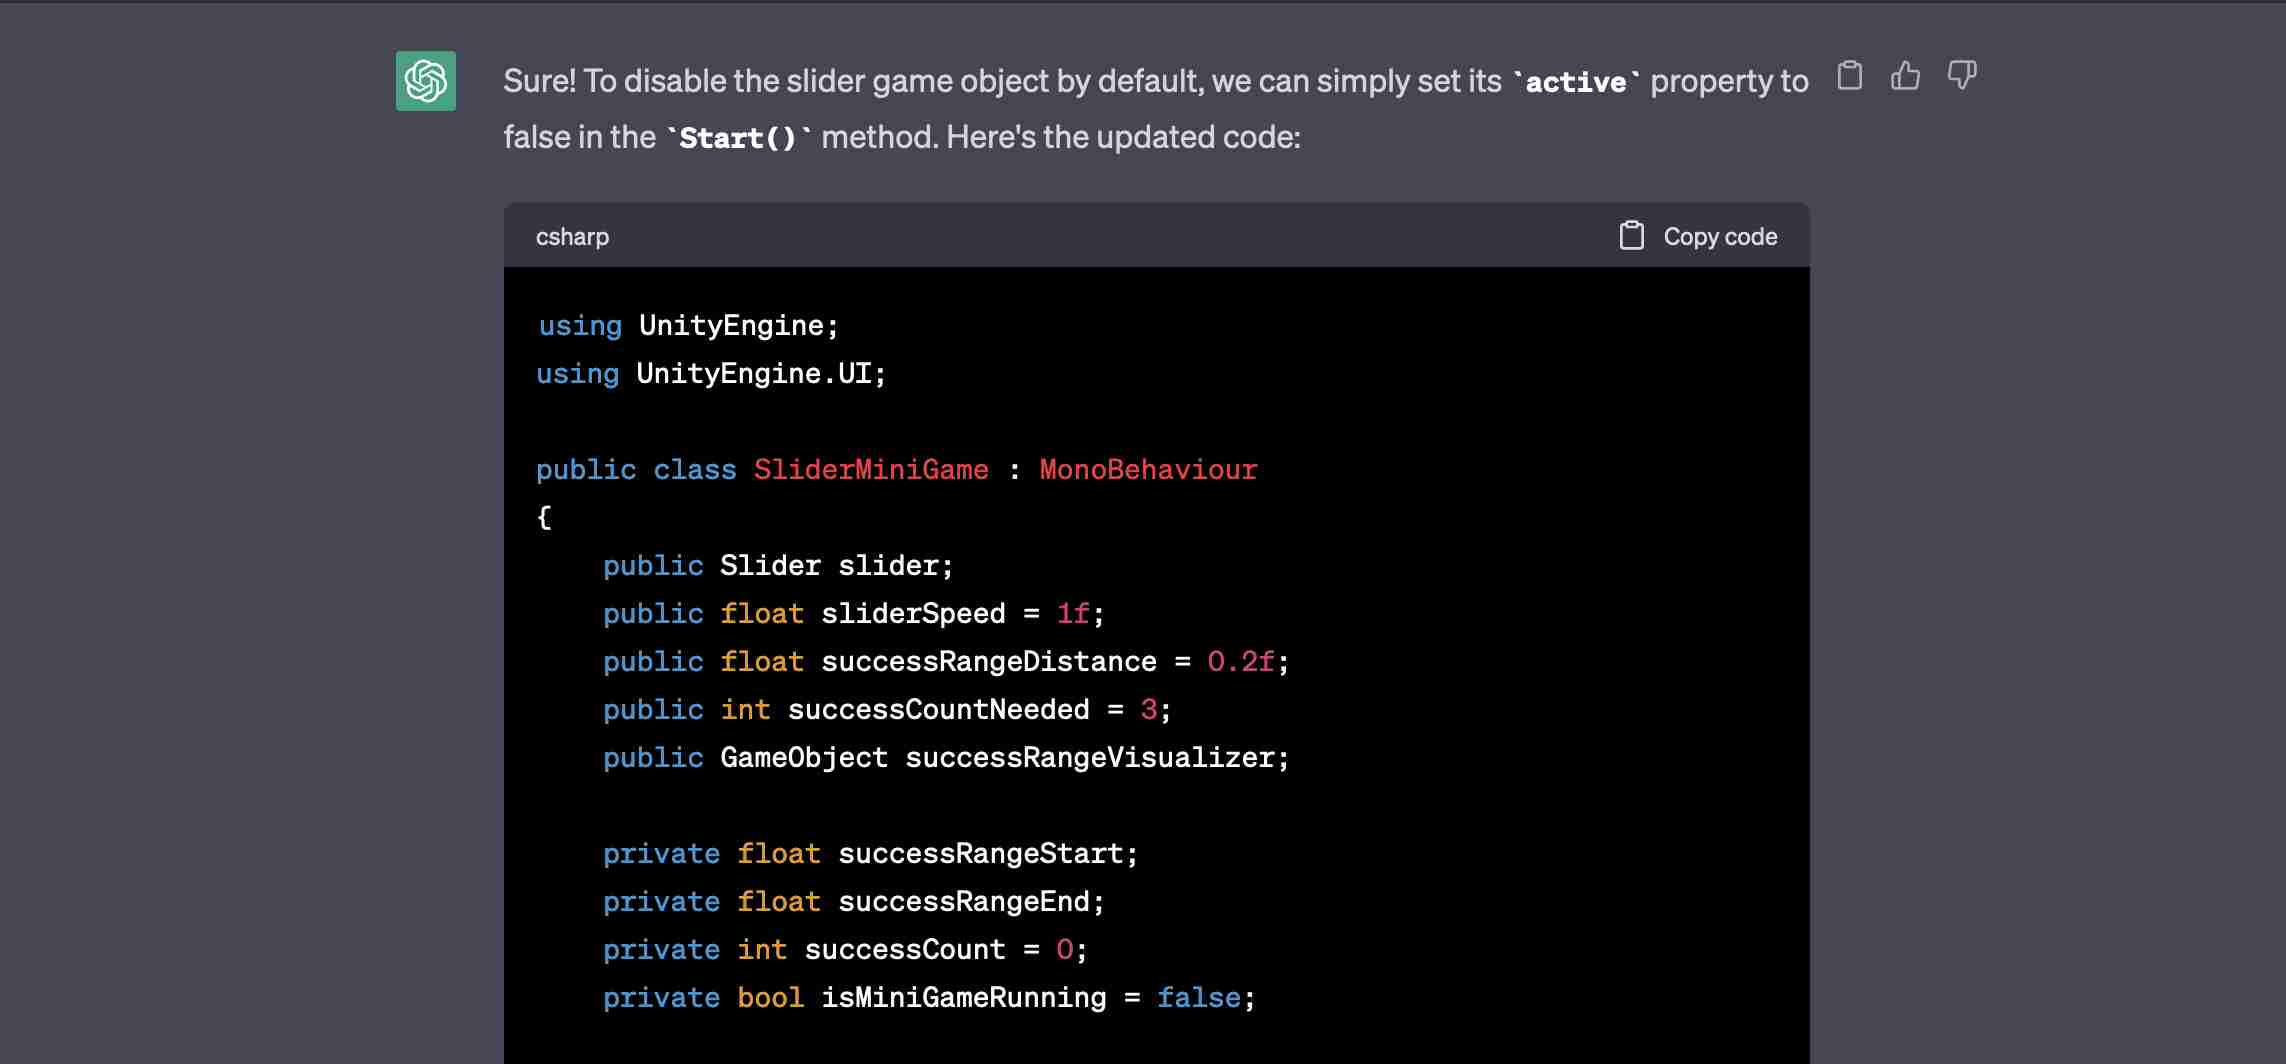 Sure! To disable the slider game object by default, we can simply set its `active` property to
false in the `Start()` method. Here's the updated code:
csharp
Copy code
using UnityEngine;
using UnityEngine.UI;
public class SliderMiniGame : MonoBehaviour
{
    public Slider slider;
    public float sliderSpeed = 1f;
    public float successRangeDistance = 0.2f;
    public int successCountNeeded = 3;
    public GameObject successRangeVisualizer;
    private float successRangeStart;
    private float successRangeEnd;
    private int successCount = 0;
    private bool isMiniGameRunning = false;